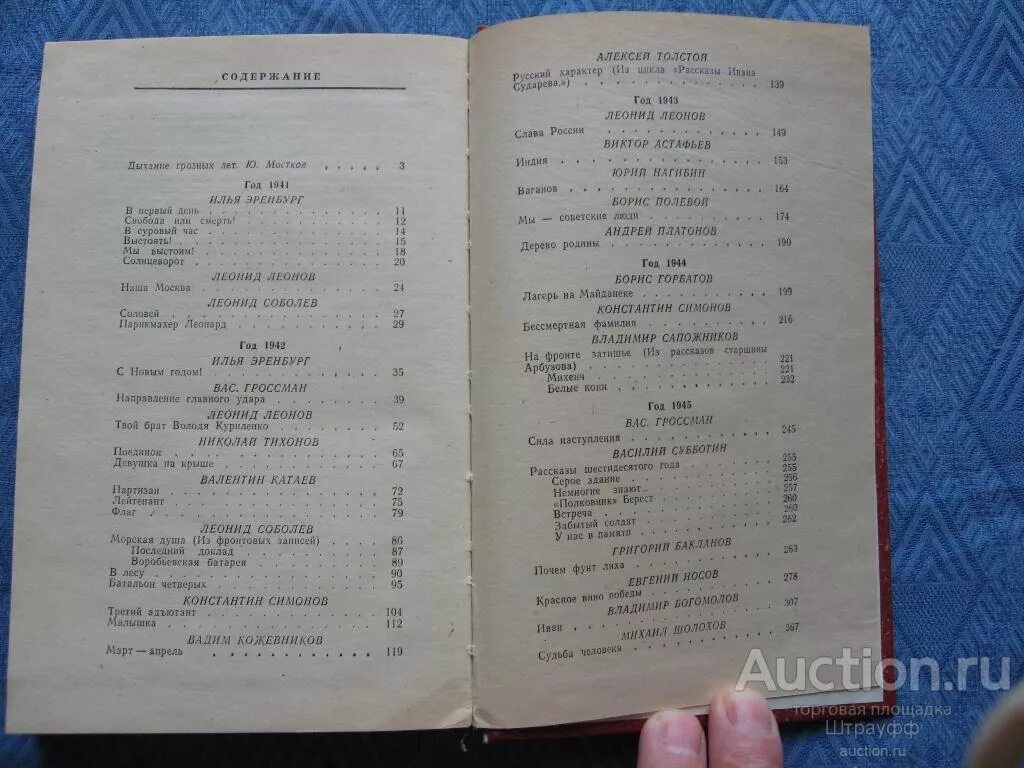 СОДЕРЖАНИЕ
Дыхание грозных лет. Ю. Мостков . . . . . 3
Год 1941
ИЛЬЯ ЭРЕНБУРГ
В первый день 11
Свобода или смерть! 12
В суровый час 14
Выстоять! 15
Мы выстоим! 18
Солнцеворот 20
ЛЕОНИД ЛЕОНОВ
Наша Москва 24
ЛЕОНИД СОБОЛЕВ
Соловей 27
Парикмахер Леонард 29
Год 1942
ИЛЬЯ ЭРЕНБУРГ
С Новым годом! 35
ВАС. ГРОССМАН
Направление главного удара 39
ЛЕОНИД ЛЕОНОВ
Твой брат Володя Куриленко 52
НИКОЛАЙ ТИХОНОВ
Поединок 65
Девушка на крыше 67
ВАЛЕНТИН КАТАЕВ
Партизан 72
Лейтенант 75
Флаг 79
ЛЕОНИД СОБОЛЕВ
Морская душа (Из фронтовых записей) 86
Последний доклад 87
Воробьевская батарея 89
В лесу 90
Батальон четверых 95
КОНСТАНТИН СИМОНОВ
Третий адъютант 104
Малышка 112
ВАДИМ КОЖЕВНИКОВ
Март — апрель 119
АЛЕКСЕЙ ТОЛСТОЙ
Русский характер (Из цикла «Рассказы Ивана
Сударева.») 139
Год 1943
ЛЕОНИД ЛЕОНОВ
Слава России 149
ВИКТОР АСТАФЬЕВ
Индия 153
ЮРИЙ НАГИБИН
Ваганов 164
БОРИС ПОЛЕВОЙ
Мы — советские люди 174
АНДРЕЙ ПЛАТОНОВ
Дерево родины 190
Год 1944
БОРИС ГОРБАТОВ
Лагерь на Майданеке 199
КОНСТАНТИН СИМОНОВ
Бессмертная фамилия 216
ВЛАДИМИР САПОЖНИКОВ
На фронте затишье (Из рассказов старшины
Арбузова) 221
Михеич 221
Белые кони 232
Год 1945
ВАС. ГРОССМАН
Сила наступления 245
ВАСИЛИЙ СУББОТИН
Рассказы шестидесятого года 255
Серое здание 255
Немногие знают... 256
«Полковник» Берест 257
Встреча 260
Забытый солдат 260
У нас в памяти 262
ГРИГОРИЙ БАКЛАНОВ
Почем фунт лиха 263
ЕВГЕНИЙ НОСОВ
Красное вино победы 278
ВЛАДИМИР БОГОМОЛОВ
Иван 307
МИХАИЛ ШОЛОХОВ
Судьба человека 367
Auction.ru
торговая площадка
Штрауфф
auction.ru